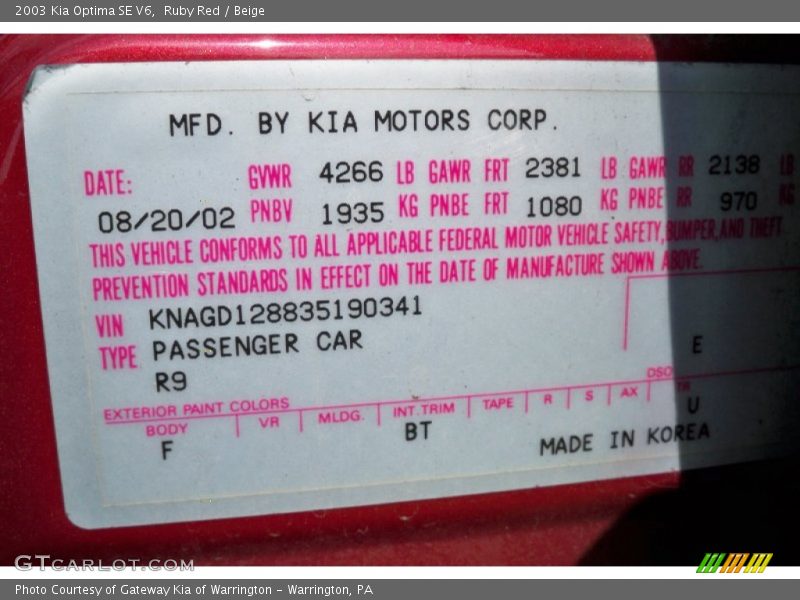 2003 Kia Optima SE V6, Ruby Red / Beige
MFD. BY KIA MOTORS CORP.
DATE: GVWR 4266 LB GAWR FRT 2381 LB GAWR RR 2138 LB
08/20/02 PNBV 1935 KG PNBE FRT 1080 KG PNBE RR 970 KG
THIS VEHICLE CONFORMS TO ALL APPLICABLE FEDERAL MOTOR VEHICLE SAFETY, BUMPER, AND THEFT
PREVENTION STANDARDS IN EFFECT ON THE DATE OF MANUFACTURE SHOWN ABOVE.
VIN KNAGD128835190341
TYPE PASSENGER CAR
E
R9
DSO
EXTERIOR PAINT COLORS
BODY VR MLDG. INT. TRIM TAPE R S AX TR
F BT U
MADE IN KOREA
GTCARLOT.COM
Photo Courtesy of Gateway Kia of Warrington - Warrington, PA